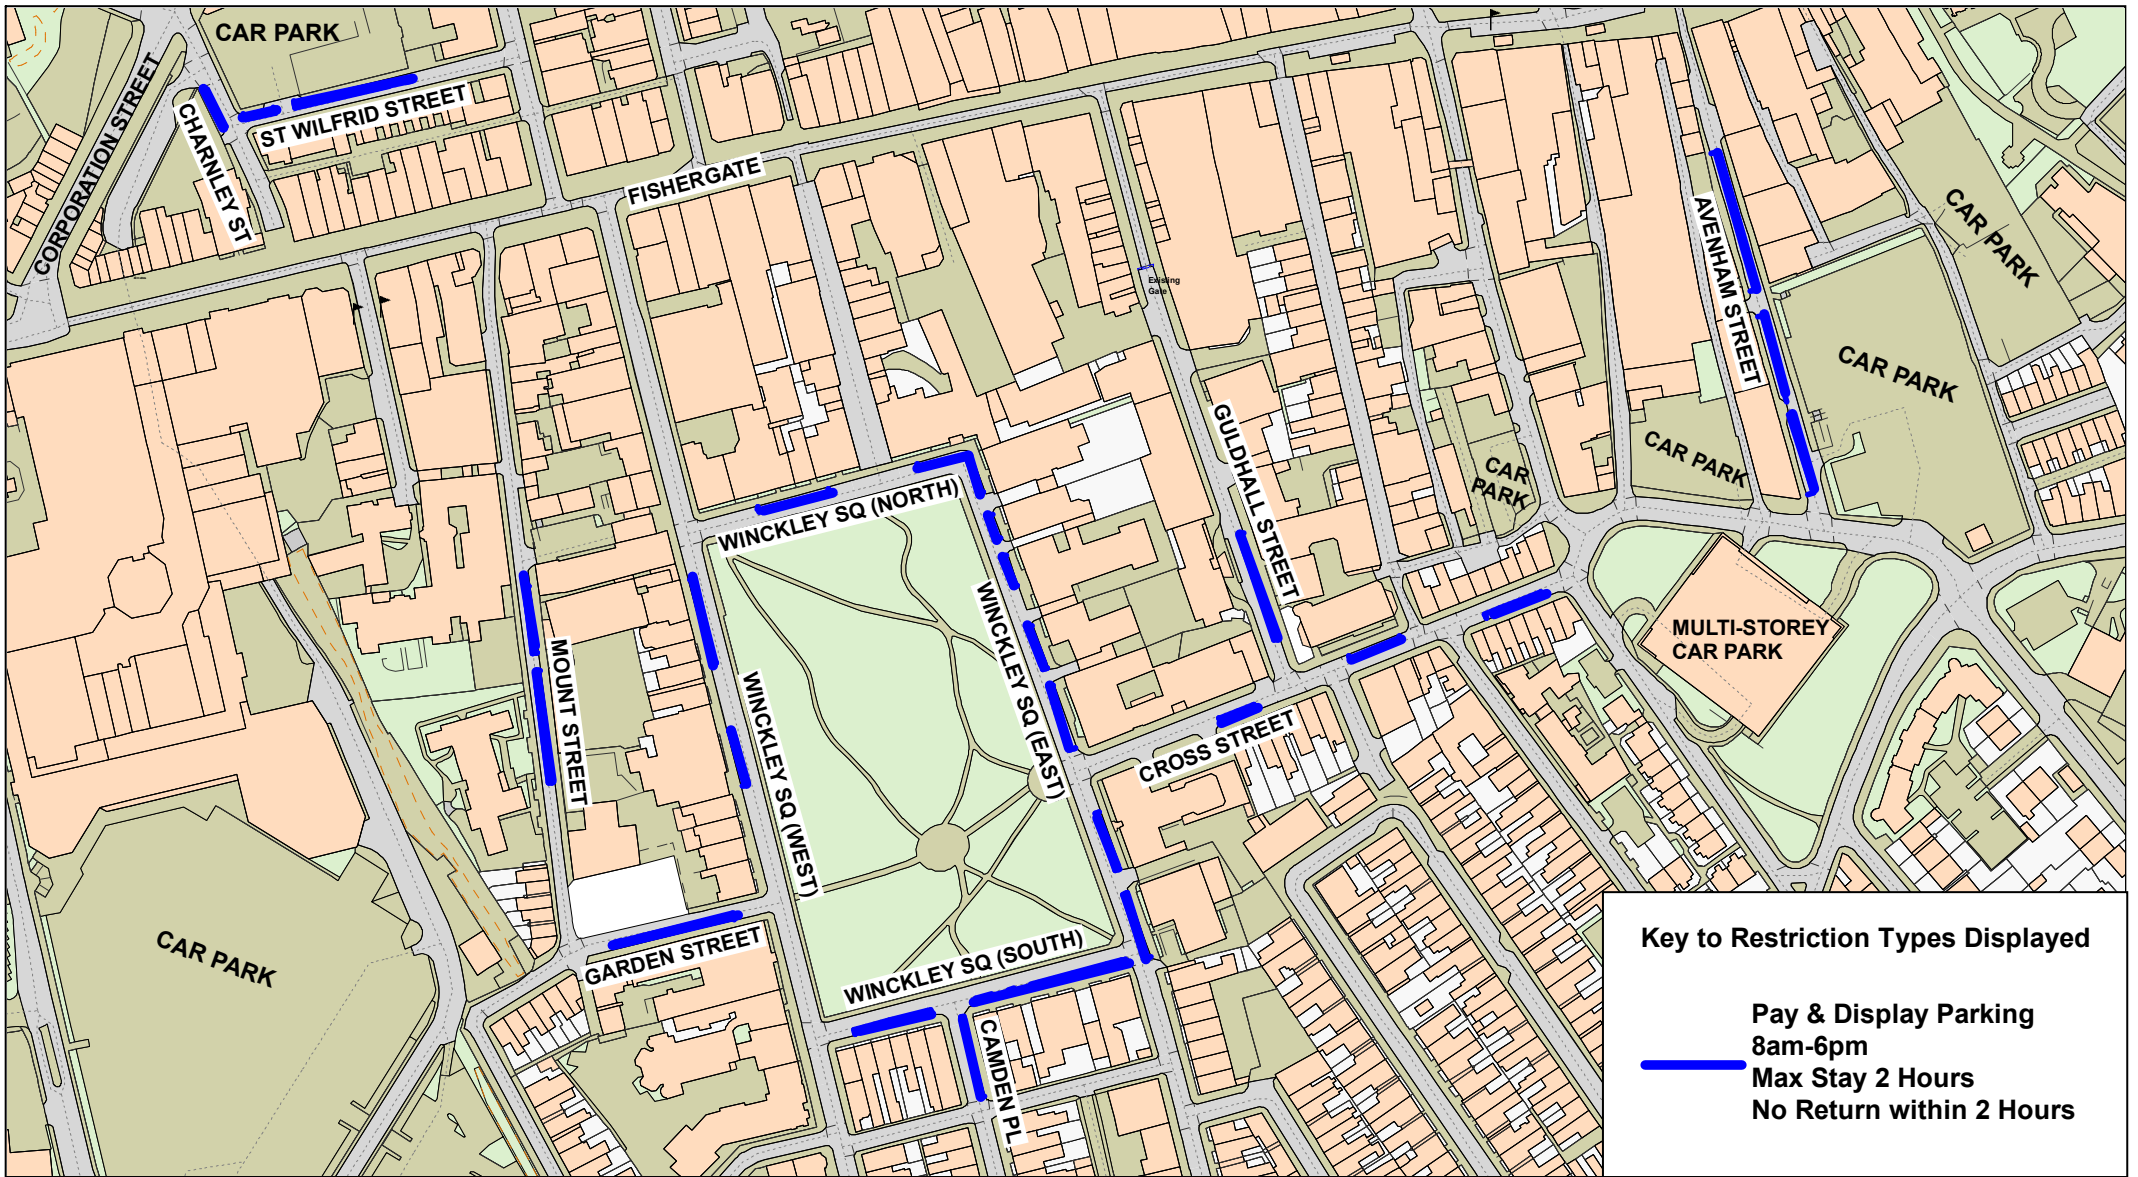 CAR PARK
CORPORATION STREET
CHARNLEY ST
ST WILFRID STREET
FISHERGATE
AVENHAM STREET
CAR PARK
Existing
Gate
CAR PARK
GULDHALL STREET
CAR PARK
CAR
PARK
WINCKLEY SQ (NORTH)
WINCKLEY SQ (EAST)
MOUNT STREET
WINCKLEY SQ (WEST)
MULTI-STOREY
CAR PARK
CROSS STREET
CAR PARK
GARDEN STREET
WINCKLEY SQ (SOUTH)
CAMDEN PL
Key to Restriction Types Displayed
Pay & Display Parking
8am-6pm
Max Stay 2 Hours
No Return within 2 Hours